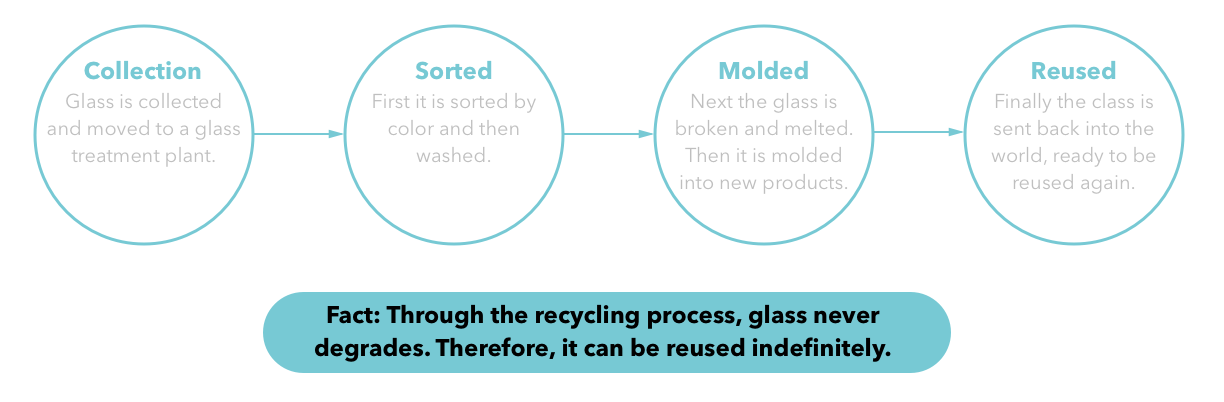 Collection
Glass is collected
and moved to a glass
treatment plant.
Sorted
First it is sorted by
color and then
washed.
Molded
Next the glass is
broken and melted.
Then it is molded
into new products.
Reused
Finally the class is
sent back into the
world, ready to be
reused again.
Fact: Through the recycling process, glass never
degrades. Therefore, it can be reused indefinitely.